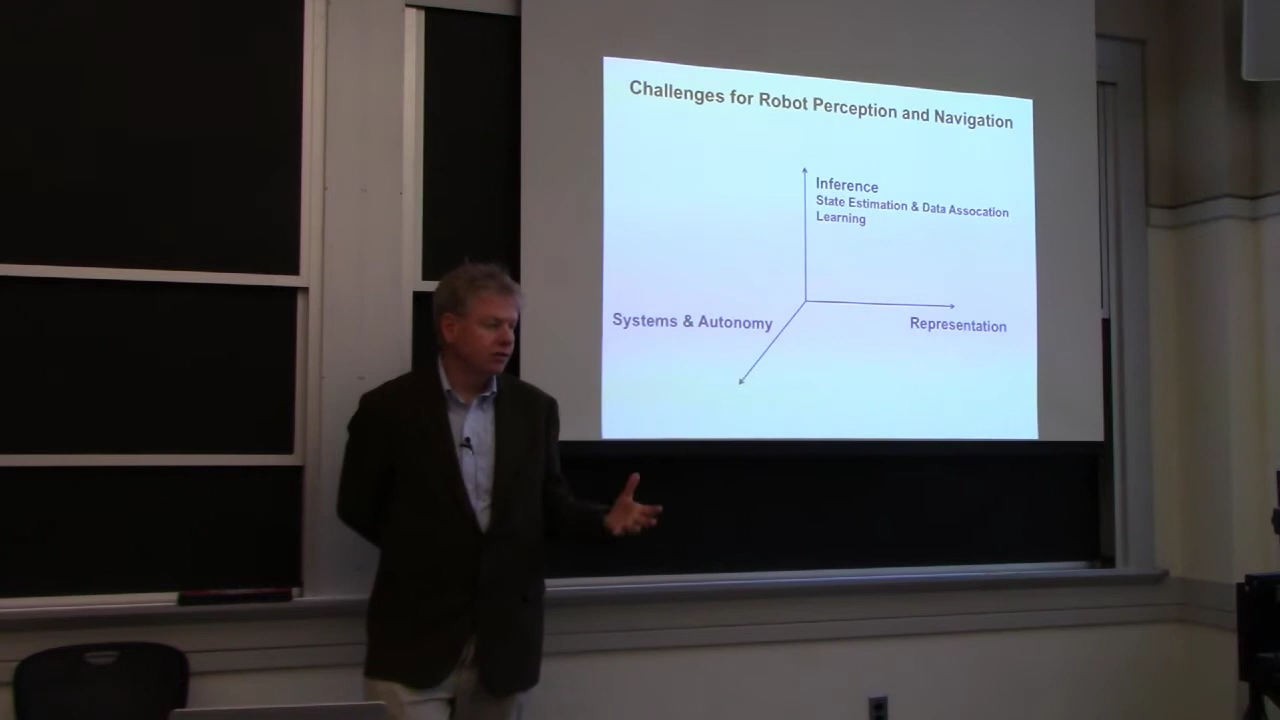 Challenges for Robot Perception and Navigation
Inference
State Estimation & Data Assocation
Learning
Systems & Autonomy
Representation